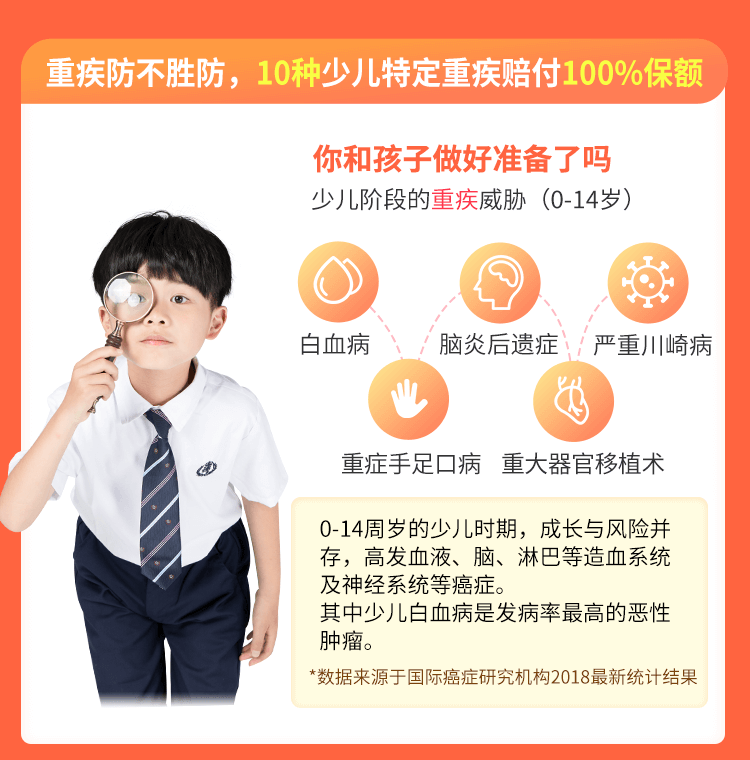 重疾防不胜防，10种少儿特定重疾赔付100%保额
你和孩子做好准备了吗
少儿阶段的重疾威胁（0-14岁）
白血病
脑炎后遗症
严重川崎病
重症手足口病
重大器官移植术
0-14周岁的少儿时期，成长与风险并
存，高发血液、脑、淋巴等造血系统
及神经系统等癌症。
其中少儿白血病是发病率最高的恶性
肿瘤。
*数据来源于国际癌症研究机构2018最新统计结果